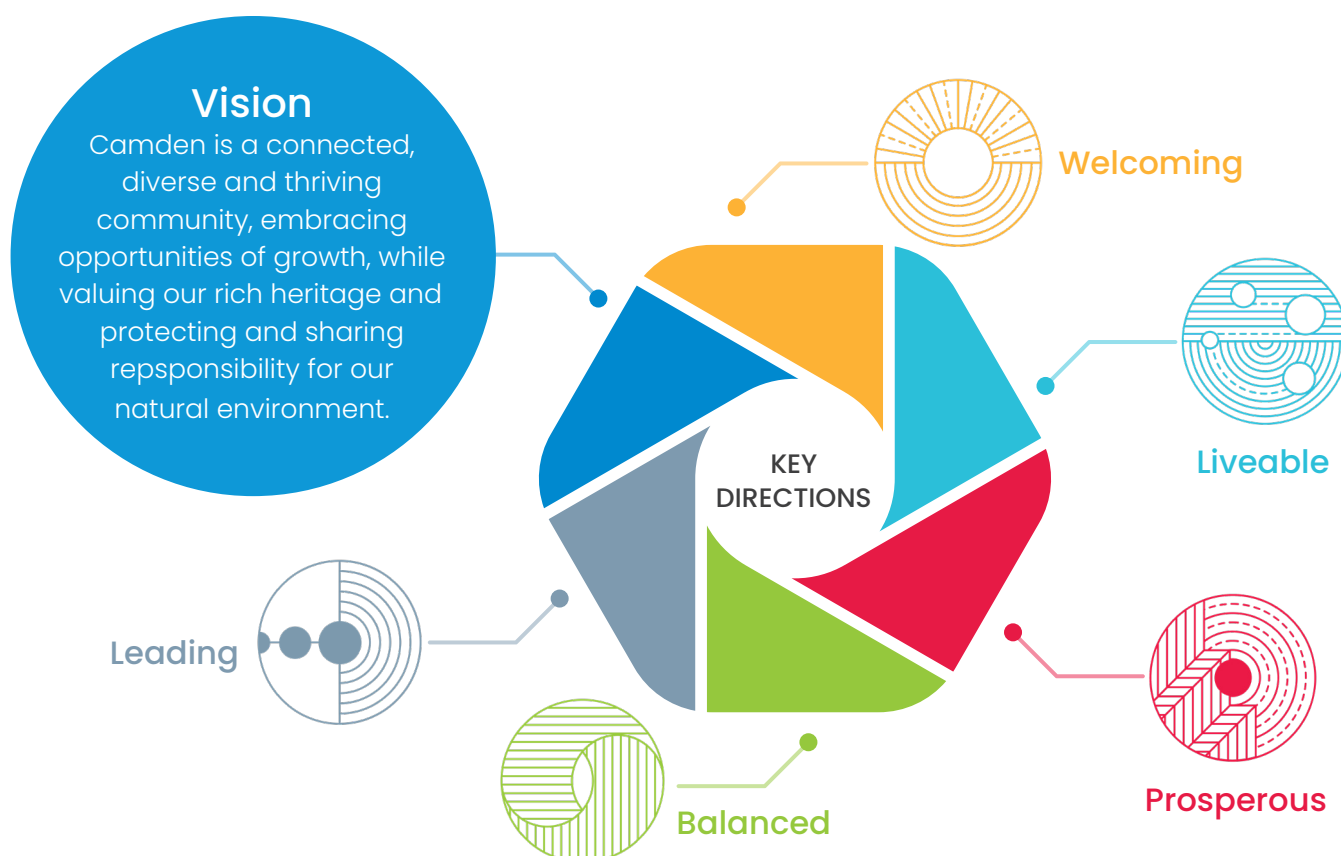 Vision
Camden is a connected,
diverse and thriving
community, embracing
opportunities of growth, while
valuing our rich heritage and
protecting and sharing
repsponsibility for our
natural environment.
Welcoming
Liveable
KEY
DIRECTIONS
Leading
Prosperous
Balanced